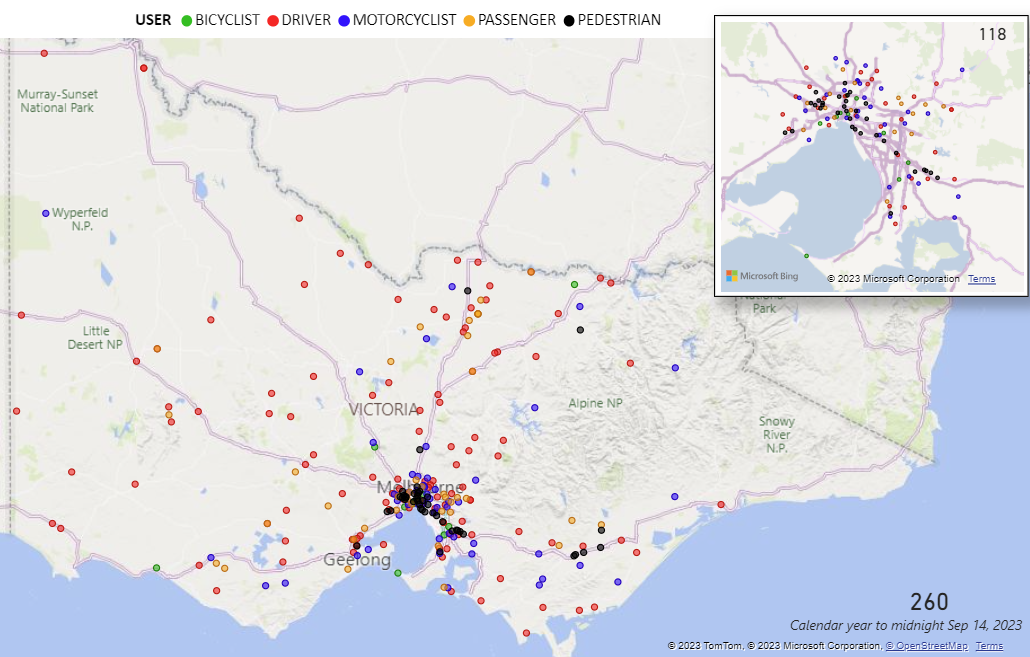 USER BICYCLIST DRIVER MOTORCYCLIST PASSENGER PEDESTRIAN
118
Murray-Sunset
National Park
Wyperfeld
N.P.
Microsoft Bing
© 2023 Microsoft Corporation Terms
National
Park
Little
Desert NP
VICTORIA
Alpine NP
Snowy
River
N.P.
Melbourne
Geelong
260
Calendar year to midnight Sep 14, 2023
© 2023 TomTom, © 2023 Microsoft Corporation, © OpenStreetMap Terms